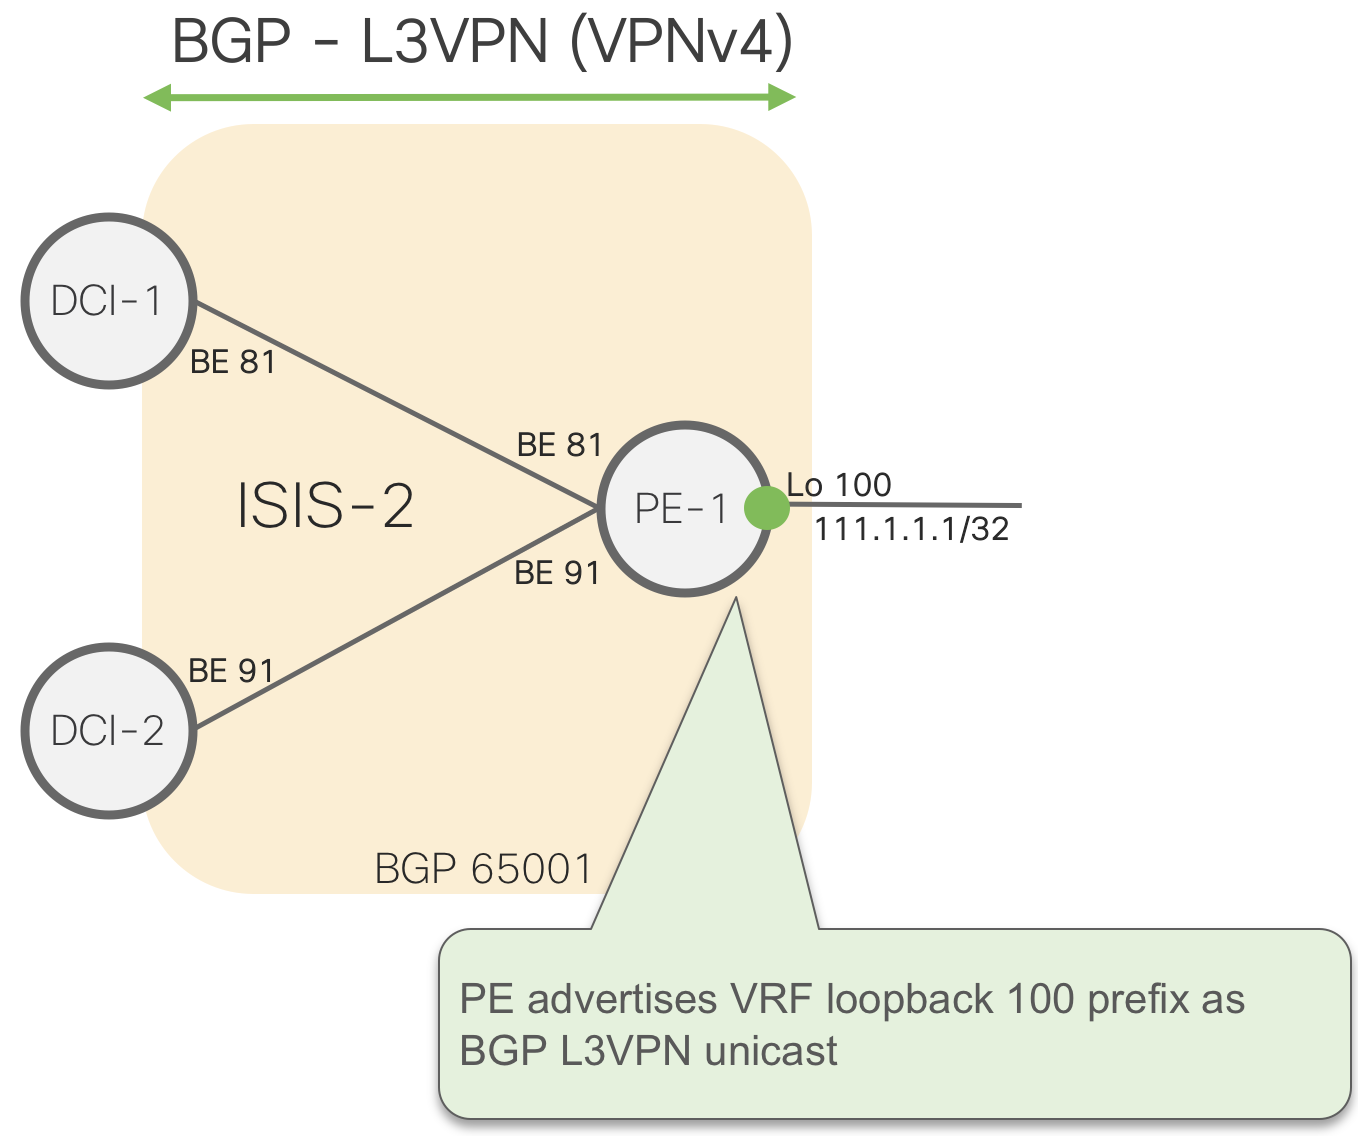 BGP - L3VPN (VPNv4)
DCI-1
BE 81
BE 81
Lo 100
ISIS-2
PE-1
111.1.1.1/32
BE 91
BE 91
DCI-2
BGP 65001
PE advertises VRF loopback 100 prefix as
BGP L3VPN unicast